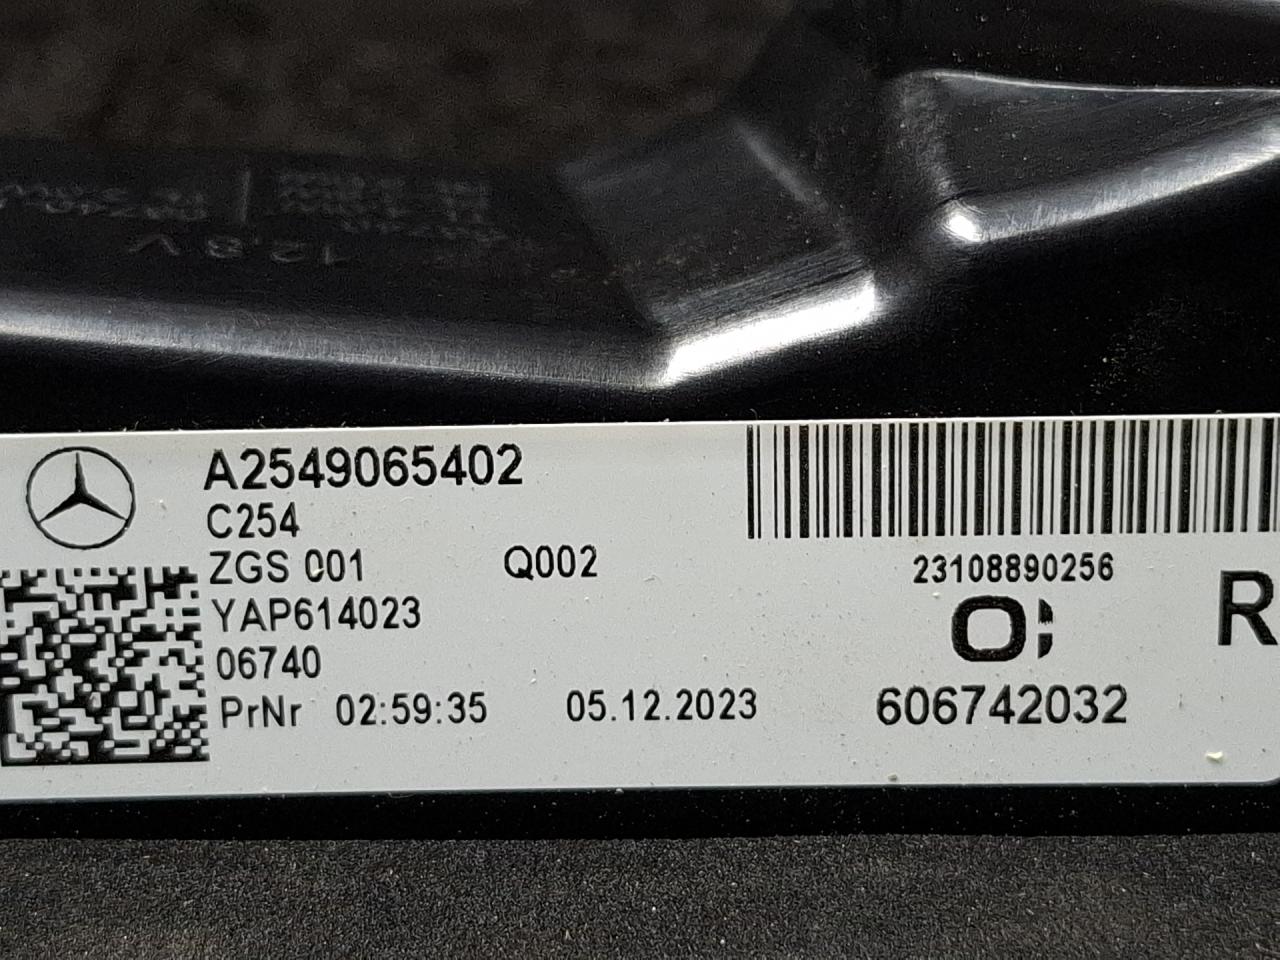 12,8 V
A2549065402
C254
ZGS 001 Q002
YAP614023
06740
PrNr 02:59:35 05.12.2023
23108890256
R
606742032